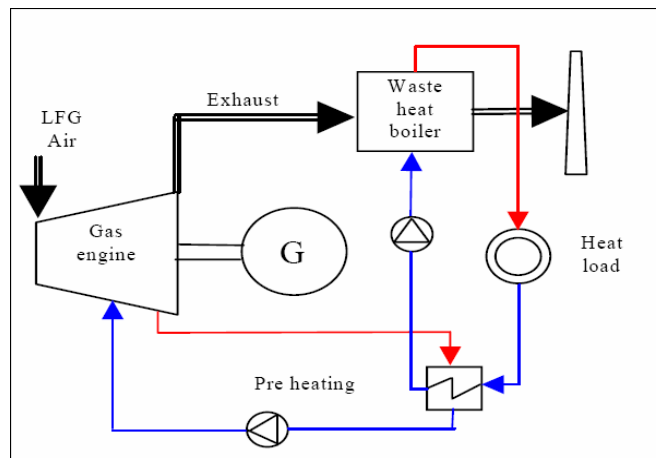 LFG
Air
Exhaust
Waste
heat
boiler
Gas
engine
G
Heat
load
Pre heating